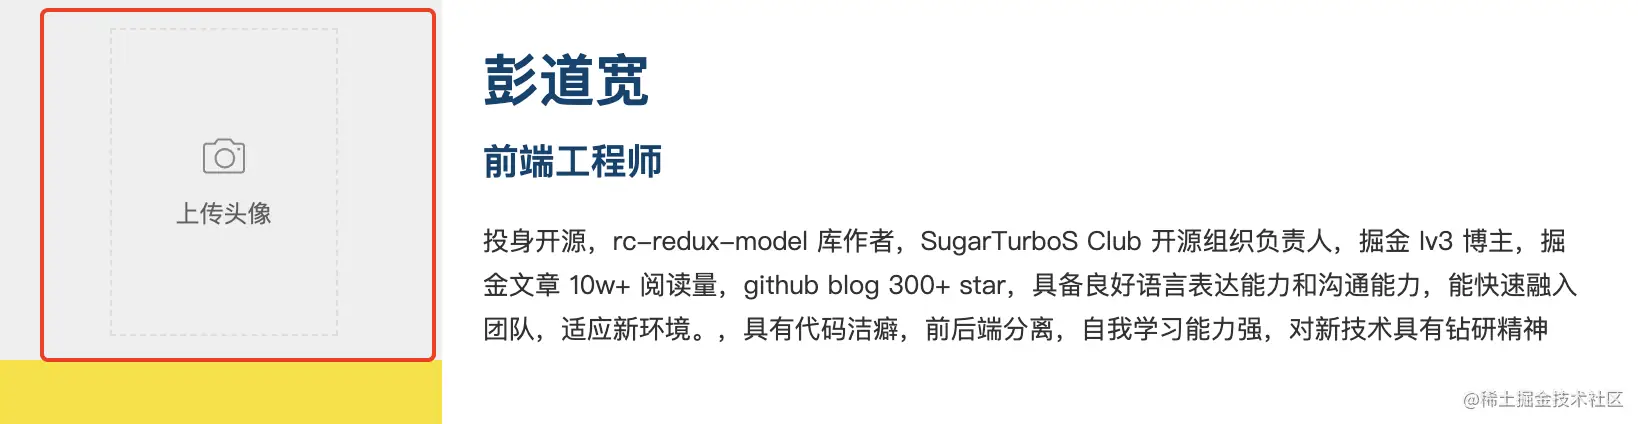 上传头像
彭道宽
前端工程师
投身开源，rc-redux-model 库作者，SugarTurboS Club 开源组织负责人，掘金 lv3 博主，掘
金文章 10w+ 阅读量，github blog 300+ star，具备良好语言表达能力和沟通能力，能快速融入
团队，适应新环境。，具有代码洁癖，前后端分离，自我学习能力强，对新技术具有钻研精神
@稀土掘金技术社区